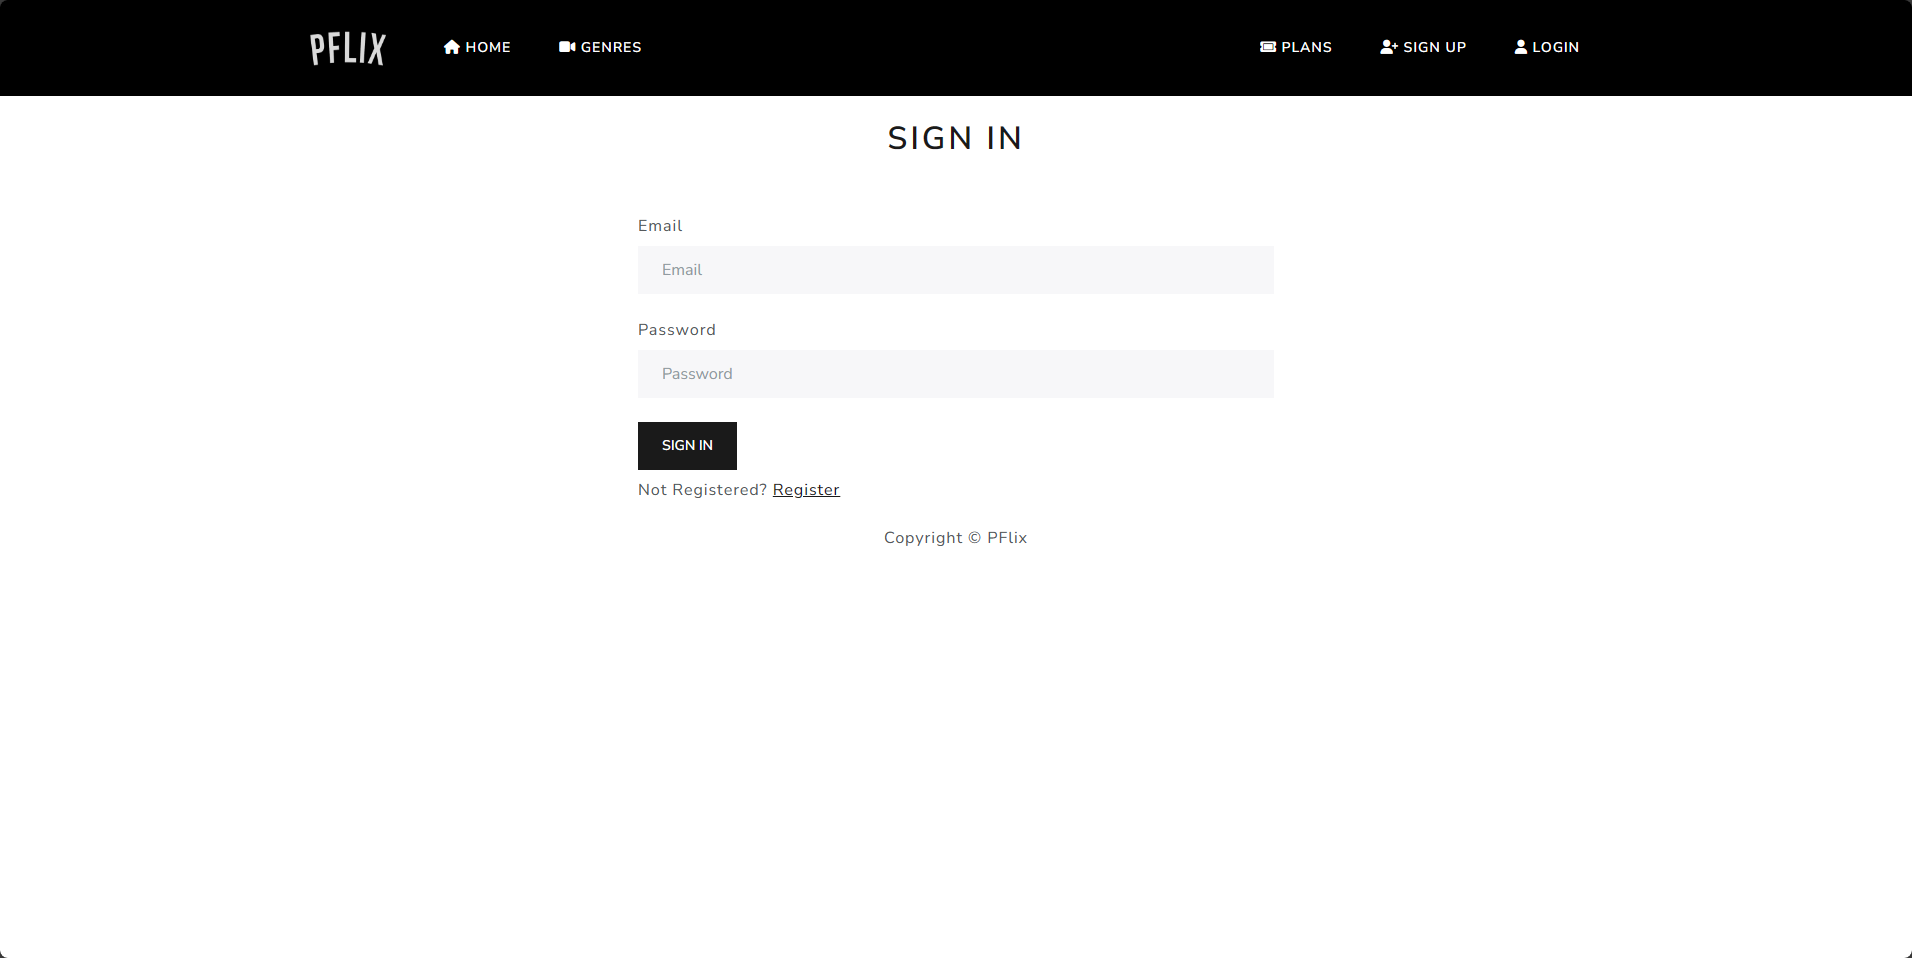 PFLIX HOME GENRES PLANS SIGN UP LOGIN
SIGN IN
Email
Email
Password
Password
SIGN IN
Not Registered? Register
Copyright © PFlix